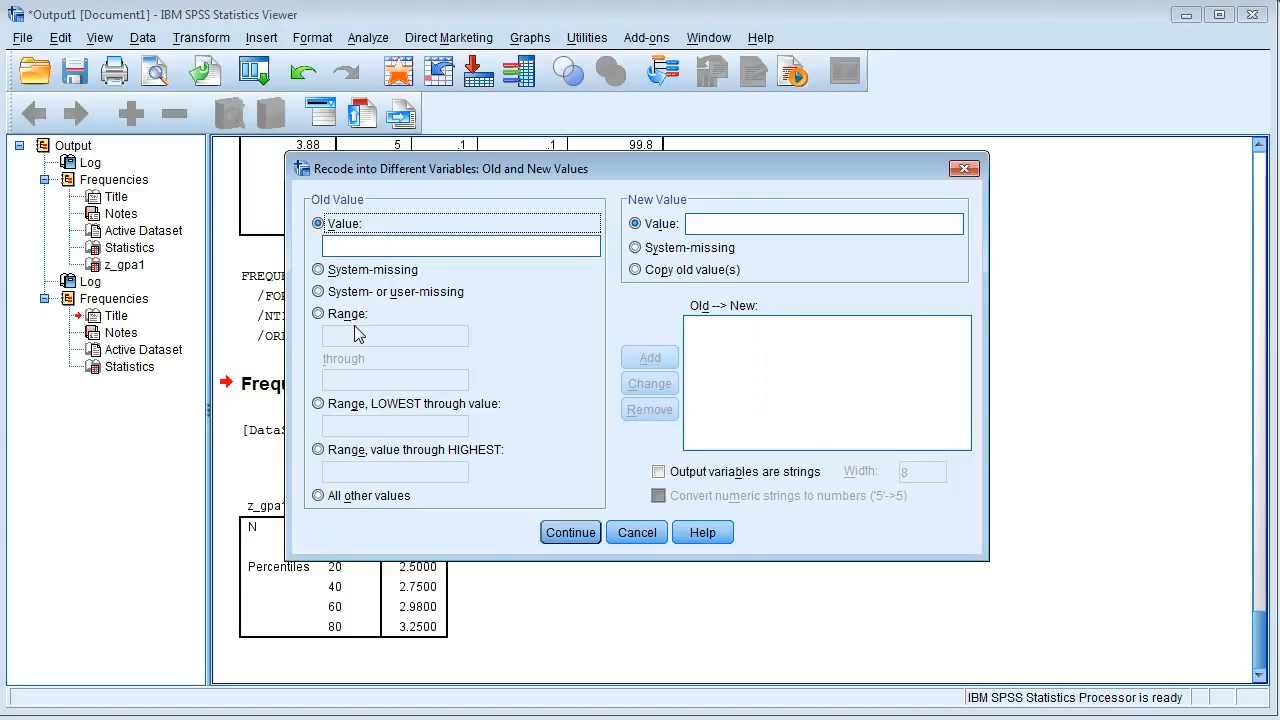 *Output1 [Document1] - IBM SPSS Statistics Viewer
File Edit View Data Transform Insert Format Analyze Direct Marketing Graphs Utilities Add-ons Window Help
Output
Log
Frequencies
Title
Notes
Active Dataset
Statistics
z_gpa1
Log
Frequencies
Title
Notes
Active Dataset
Statistics
3.88 5 .1 .1 99.8
FREQUE
/FOR
/NTI
/ORI
Frequ
[DataS
z_gpa1
N
Percentiles 20 2.5000
40 2.7500
60 2.9800
80 3.2500
Recode into Different Variables: Old and New Values
Old Value
Value:
System-missing
System- or user-missing
Range:
through
Range, LOWEST through value:
Range, value through HIGHEST:
All other values
New Value
Value:
System-missing
Copy old value(s)
Old --> New:
Add
Change
Remove
Output variables are strings Width: 8
Convert numeric strings to numbers ('5'->5)
Continue Cancel Help
IBM SPSS Statistics Processor is ready